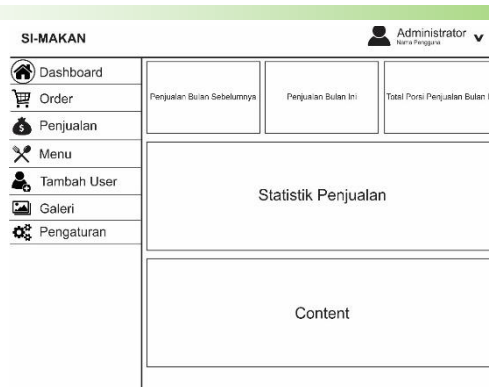 SI-MAKAN
Administrator
Nama Pengguna
Dashboard
Order
Penjualan
Menu
Tambah User
Galeri
Pengaturan
Penjualan Bulan Sebelumnya
Penjualan Bulan Ini
Total Porsi Penjualan Bulan
Statistik Penjualan
Content